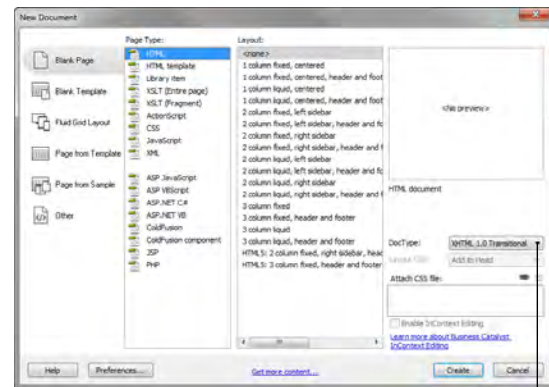 New Document
Blank Page
Blank Template
Fluid Grid Layout
Page from Template
Page from Sample
Other
Page Type:
HTML
HTML template
Library item
XSLT (Entire page)
XSLT (Fragment)
ActionScript
CSS
JavaScript
XML
ASP JavaScript
ASP VBScript
ASP.NET C#
ASP.NET VB
ColdFusion
ColdFusion component
JSP
PHP
Layout:
<none>
1 column fixed, centered
1 column fixed, centered, header and foot
1 column liquid, centered
1 column liquid, centered, header and foot
2 column fixed, left sidebar
2 column fixed, left sidebar, header and fo
2 column fixed, right sidebar
2 column fixed, right sidebar, header and f
2 column liquid, left sidebar
2 column liquid, left sidebar, header and fo
2 column liquid, right sidebar
2 column liquid, right sidebar, header and f
3 column fixed
3 column fixed, header and footer
3 column liquid
3 column liquid, header and footer
HTML5: 2 column fixed, right sidebar, head
HTML5: 3 column fixed, header and footer
<No preview>
HTML document
DocType: XHTML 1.0 Transitional
Layout CSS: Add to Head
Attach CSS file:
Enable InContext Editing
Learn more about Business Catalyst InContext Editing
Help
Preferences...
Get more content...
Create
Cancel